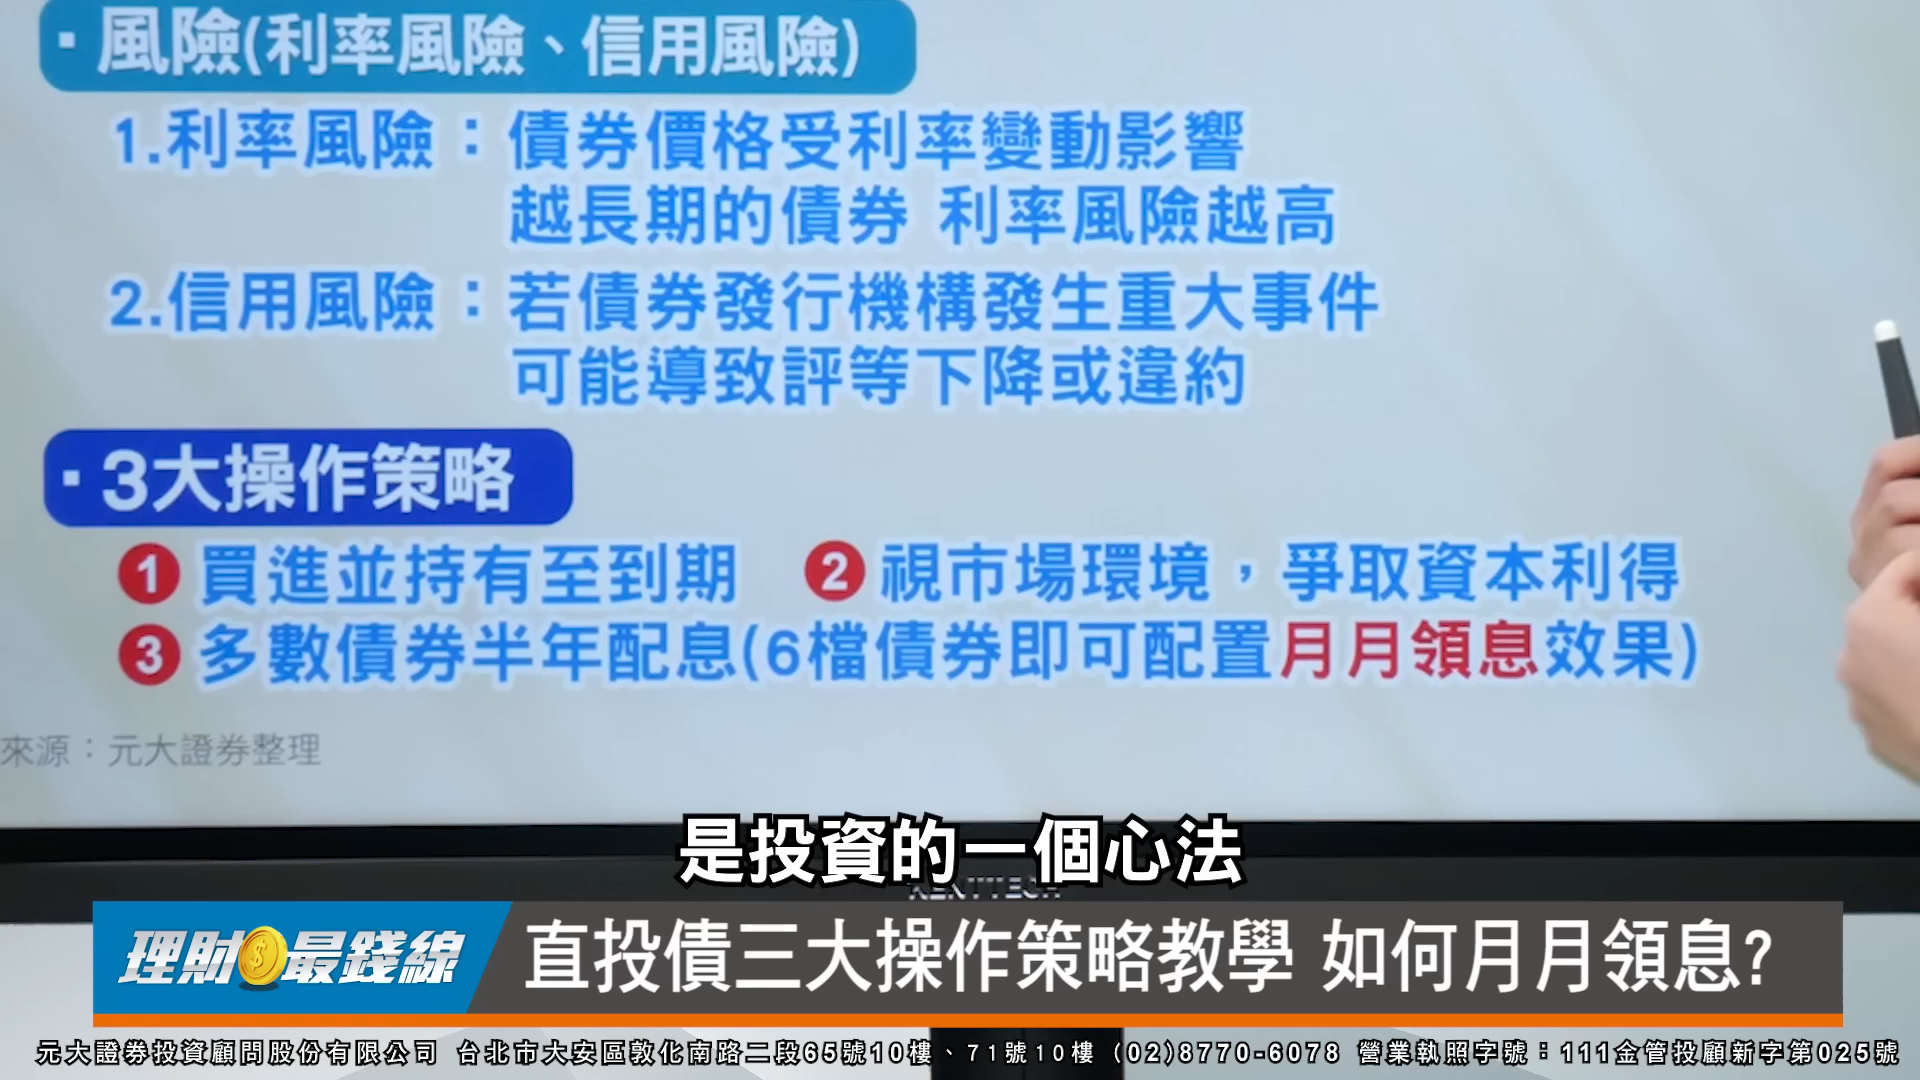 ▪風險(利率風險、信用風險)
1.利率風險：債券價格受利率變動影響
越長期的債券 利率風險越高
2.信用風險：若債券發行機構發生重大事件
可能導致評等下降或違約
▪3大操作策略
1 買進並持有至到期 2 視市場環境，爭取資本利得
3 多數債券半年配息(6檔債券即可配置月月領息效果)
來源：元大證券整理
是投資的一個心法
理財最錢線 直投債三大操作策略教學 如何月月領息?
元大證券投資顧問股份有限公司 台北市大安區敦化南路二段65號10樓、71號10樓 (02)8770-6078 營業執照字號：111金管投顧新字第025號